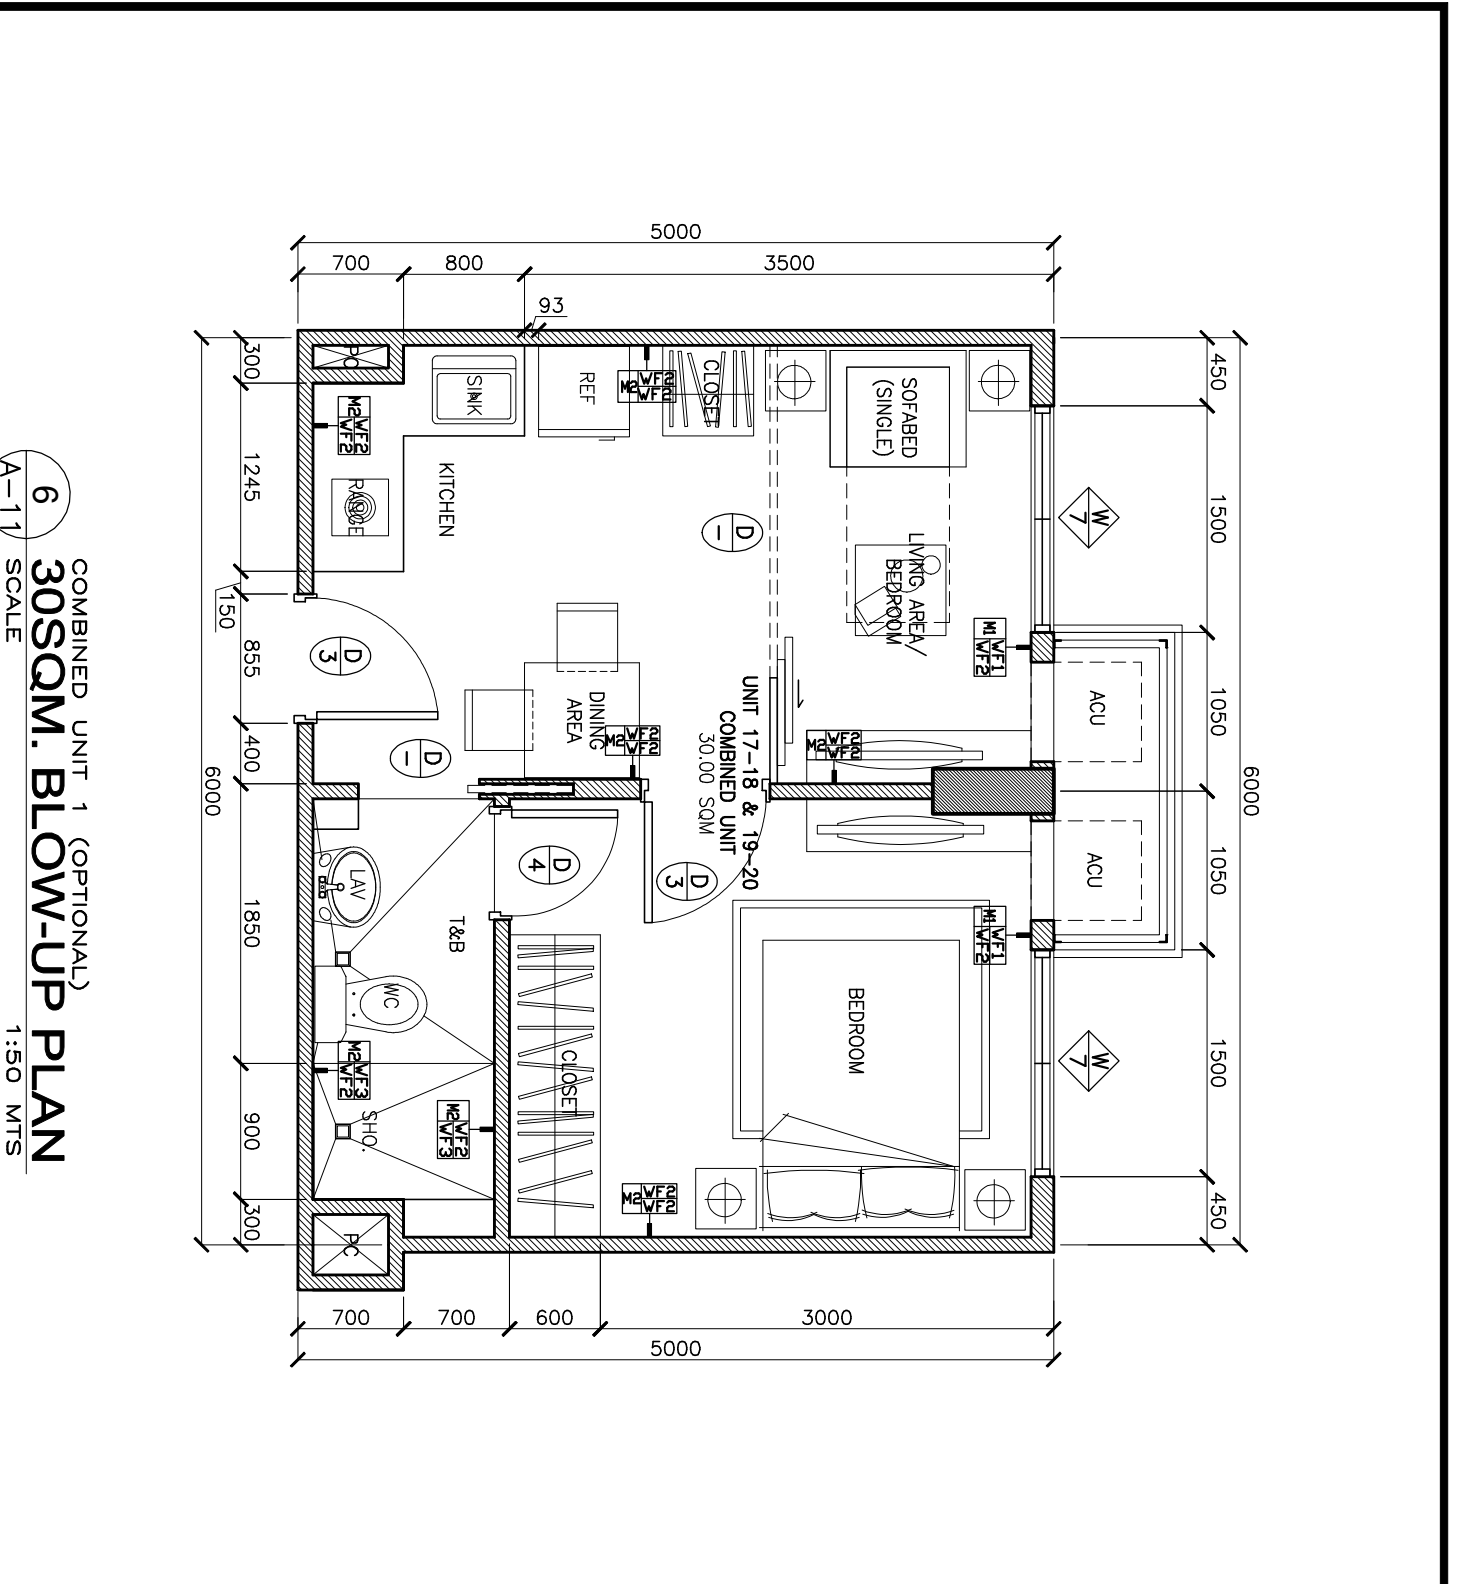 5000
700
800
3500
93
450
1500
1050
1050
1500
450
6000
W
7
W
7
ACU
ACU
SOFABED
(SINGLE)
LIVING AREA/
BEDROOM
CLOSET
REF
SINK
PC
KITCHEN
RANGE
M2 WF2
WF2
M2 WF2
WF2
M1 WF1
WF2
M2 WF2
WF2
M2 WF2
WF2
M1 WF1
WF2
D
-
D
3
D
-
DINING
AREA
UNIT 17-18 & 19-20
COMBINED UNIT
30.00 SQM
D
3
D
4
BEDROOM
CLOSET
T&B
LAV
WC
SHO.
M2 WF3
WF2
M2 WF2
WF3
M2 WF2
WF2
PC
300
1245
150
855
400
1850
900
300
6000
700
700
600
3000
5000
COMBINED UNIT 1 (OPTIONAL)
6
30SQM. BLOW-UP PLAN
A-11
SCALE
1:50 MTS